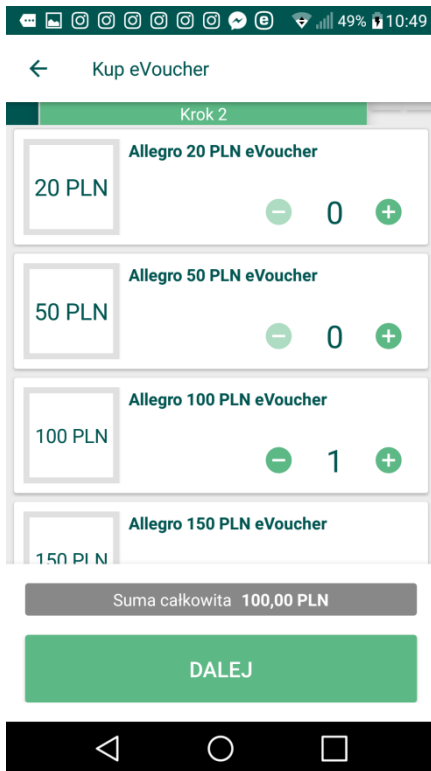 49% 10:49
Kup eVoucher
Krok 2
Allegro 20 PLN eVoucher
20 PLN
0
Allegro 50 PLN eVoucher
50 PLN
0
Allegro 100 PLN eVoucher
100 PLN
1
Allegro 150 PLN eVoucher
150 PLN
Suma całkowita 100,00 PLN
DALEJ